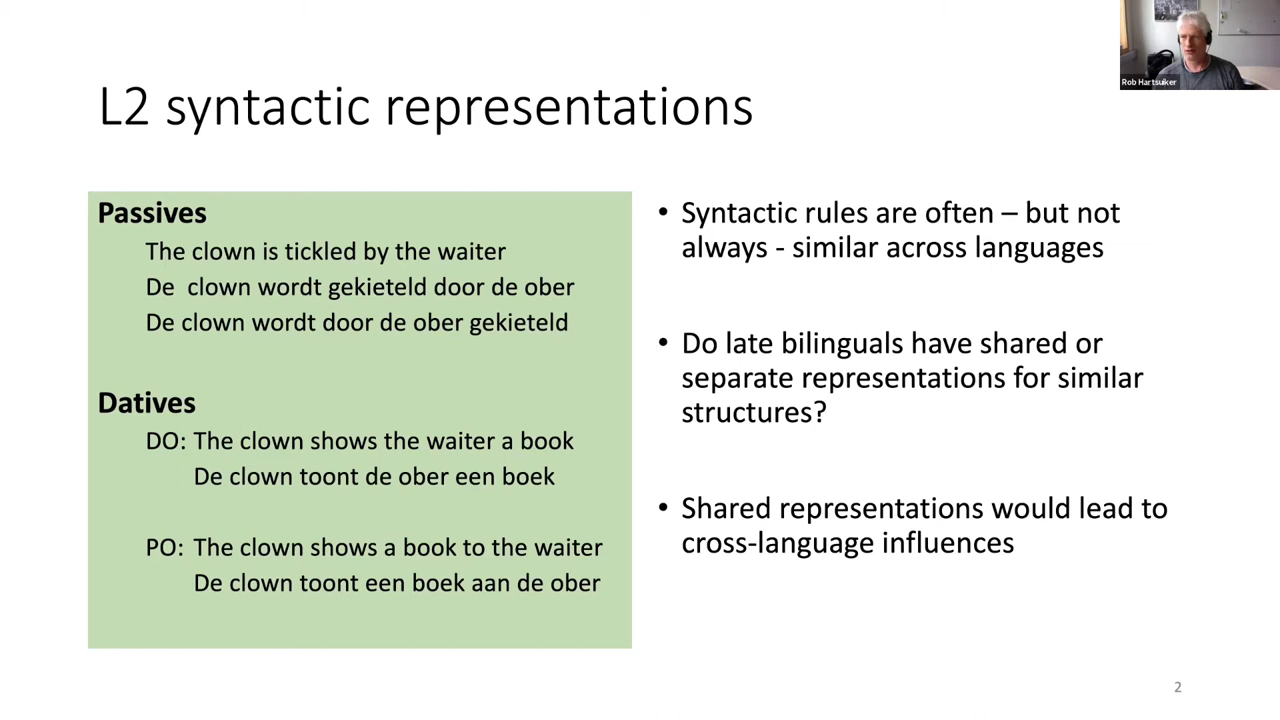 Rob Hartsuiker
L2 syntactic representations
Passives
The clown is tickled by the waiter
De clown wordt gekieteld door de ober
De clown wordt door de ober gekieteld
Datives
DO: The clown shows the waiter a book
De clown toont de ober een boek
PO: The clown shows a book to the waiter
De clown toont een boek aan de ober
• Syntactic rules are often – but not
always - similar across languages
• Do late bilinguals have shared or
separate representations for similar
structures?
• Shared representations would lead to
cross-language influences
2